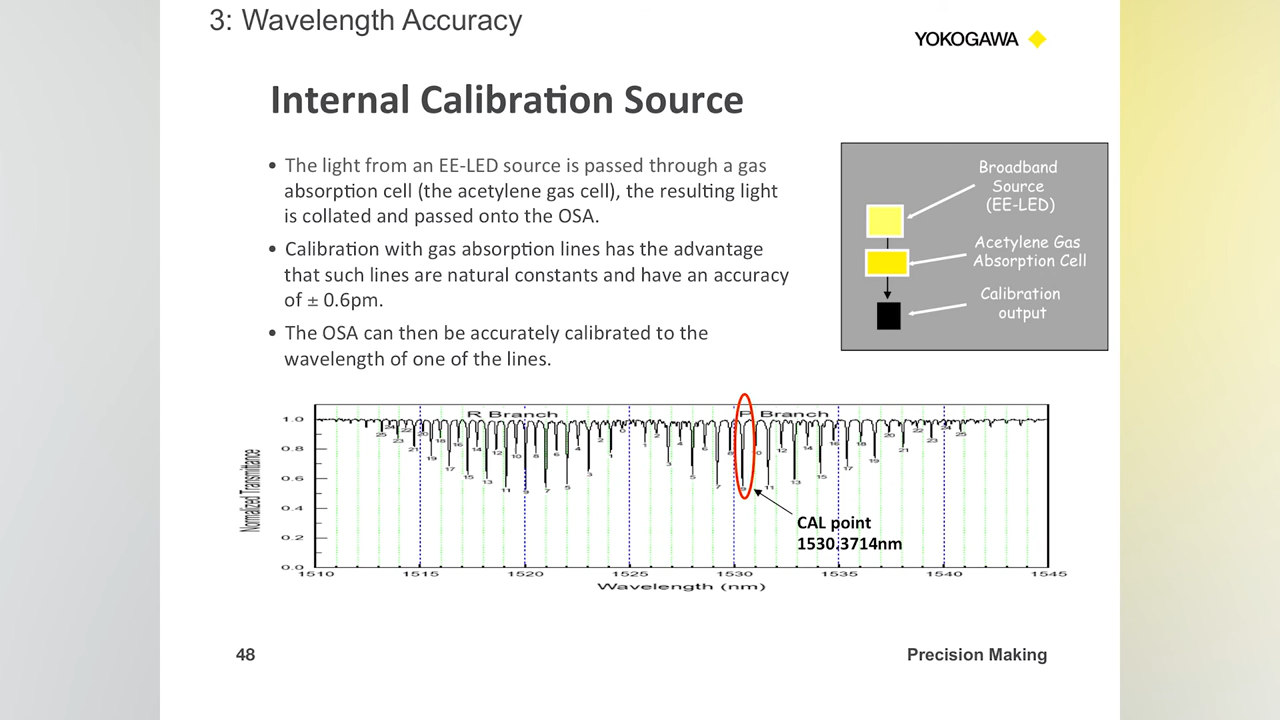 3: Wavelength Accuracy
YOKOGAWA
Internal Calibration Source
• The light from an EE-LED source is passed through a gas
absorption cell (the acetylene gas cell), the resulting light
is collated and passed onto the OSA.
• Calibration with gas absorption lines has the advantage
that such lines are natural constants and have an accuracy
of ± 0.6pm.
• The OSA can then be accurately calibrated to the
wavelength of one of the lines.
Broadband
Source
(EE-LED)
Acetylene Gas
Absorption Cell
Calibration
output
R Branch
P Branch
Normalized Transmittance
1.0
0.8
0.6
0.4
0.2
0.0
CAL point
1530.3714nm
1510 1515 1520 1525 1530 1535 1540 1545
Wavelength (nm)
48
Precision Making